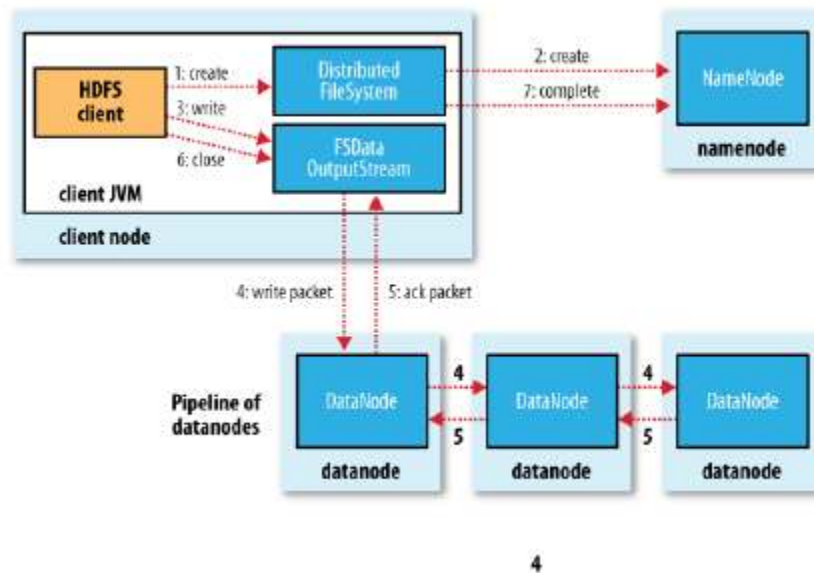 1: create
Distributed
FileSystem
2: create
NameNode
HDFS
client
3: write
7: complete
6: close
FSData
OutputStream
namenode
client JVM
client node
4: write packet
5: ack packet
Pipeline of
datanodes
DataNode
4
5
DataNode
4
5
DataNode
datanode
datanode
datanode
4